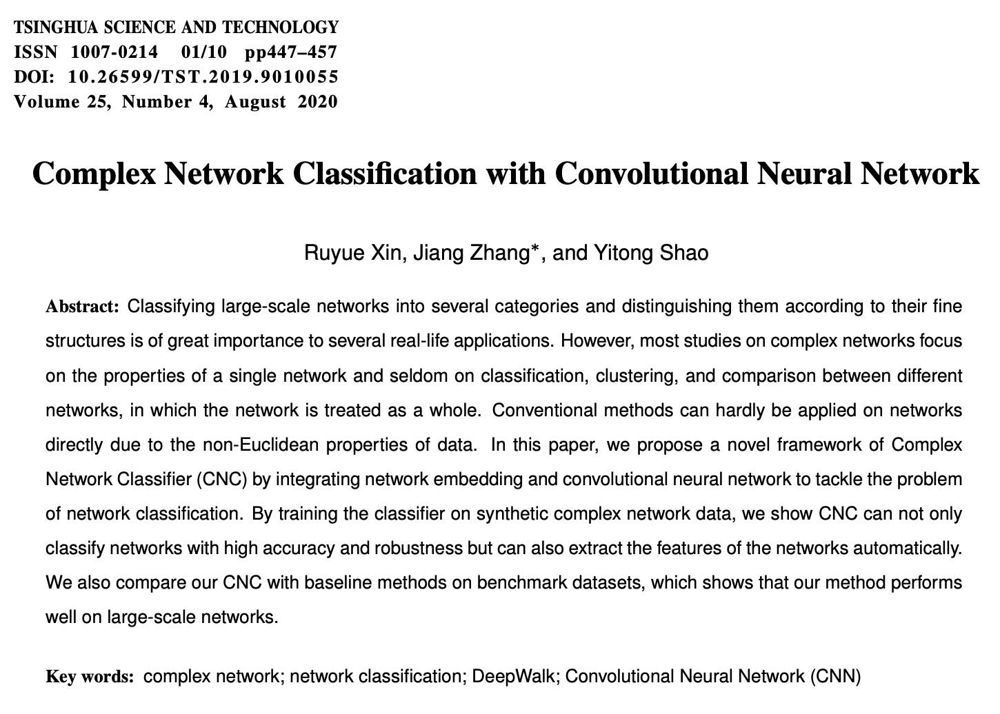 TSINGHUA SCIENCE AND TECHNOLOGY
ISSN 1007-0214 01/10 pp447–457
DOI: 10.26599/TST.2019.9010055
Volume 25, Number 4, August 2020
Complex Network Classification with Convolutional Neural Network
Ruyue Xin, Jiang Zhang*, and Yitong Shao
Abstract: Classifying large-scale networks into several categories and distinguishing them according to their fine
structures is of great importance to several real-life applications. However, most studies on complex networks focus
on the properties of a single network and seldom on classification, clustering, and comparison between different
networks, in which the network is treated as a whole. Conventional methods can hardly be applied on networks
directly due to the non-Euclidean properties of data. In this paper, we propose a novel framework of Complex
Network Classifier (CNC) by integrating network embedding and convolutional neural network to tackle the problem
of network classification. By training the classifier on synthetic complex network data, we show CNC can not only
classify networks with high accuracy and robustness but can also extract the features of the networks automatically.
We also compare our CNC with baseline methods on benchmark datasets, which shows that our method performs
well on large-scale networks.
Key words: complex network; network classification; DeepWalk; Convolutional Neural Network (CNN)